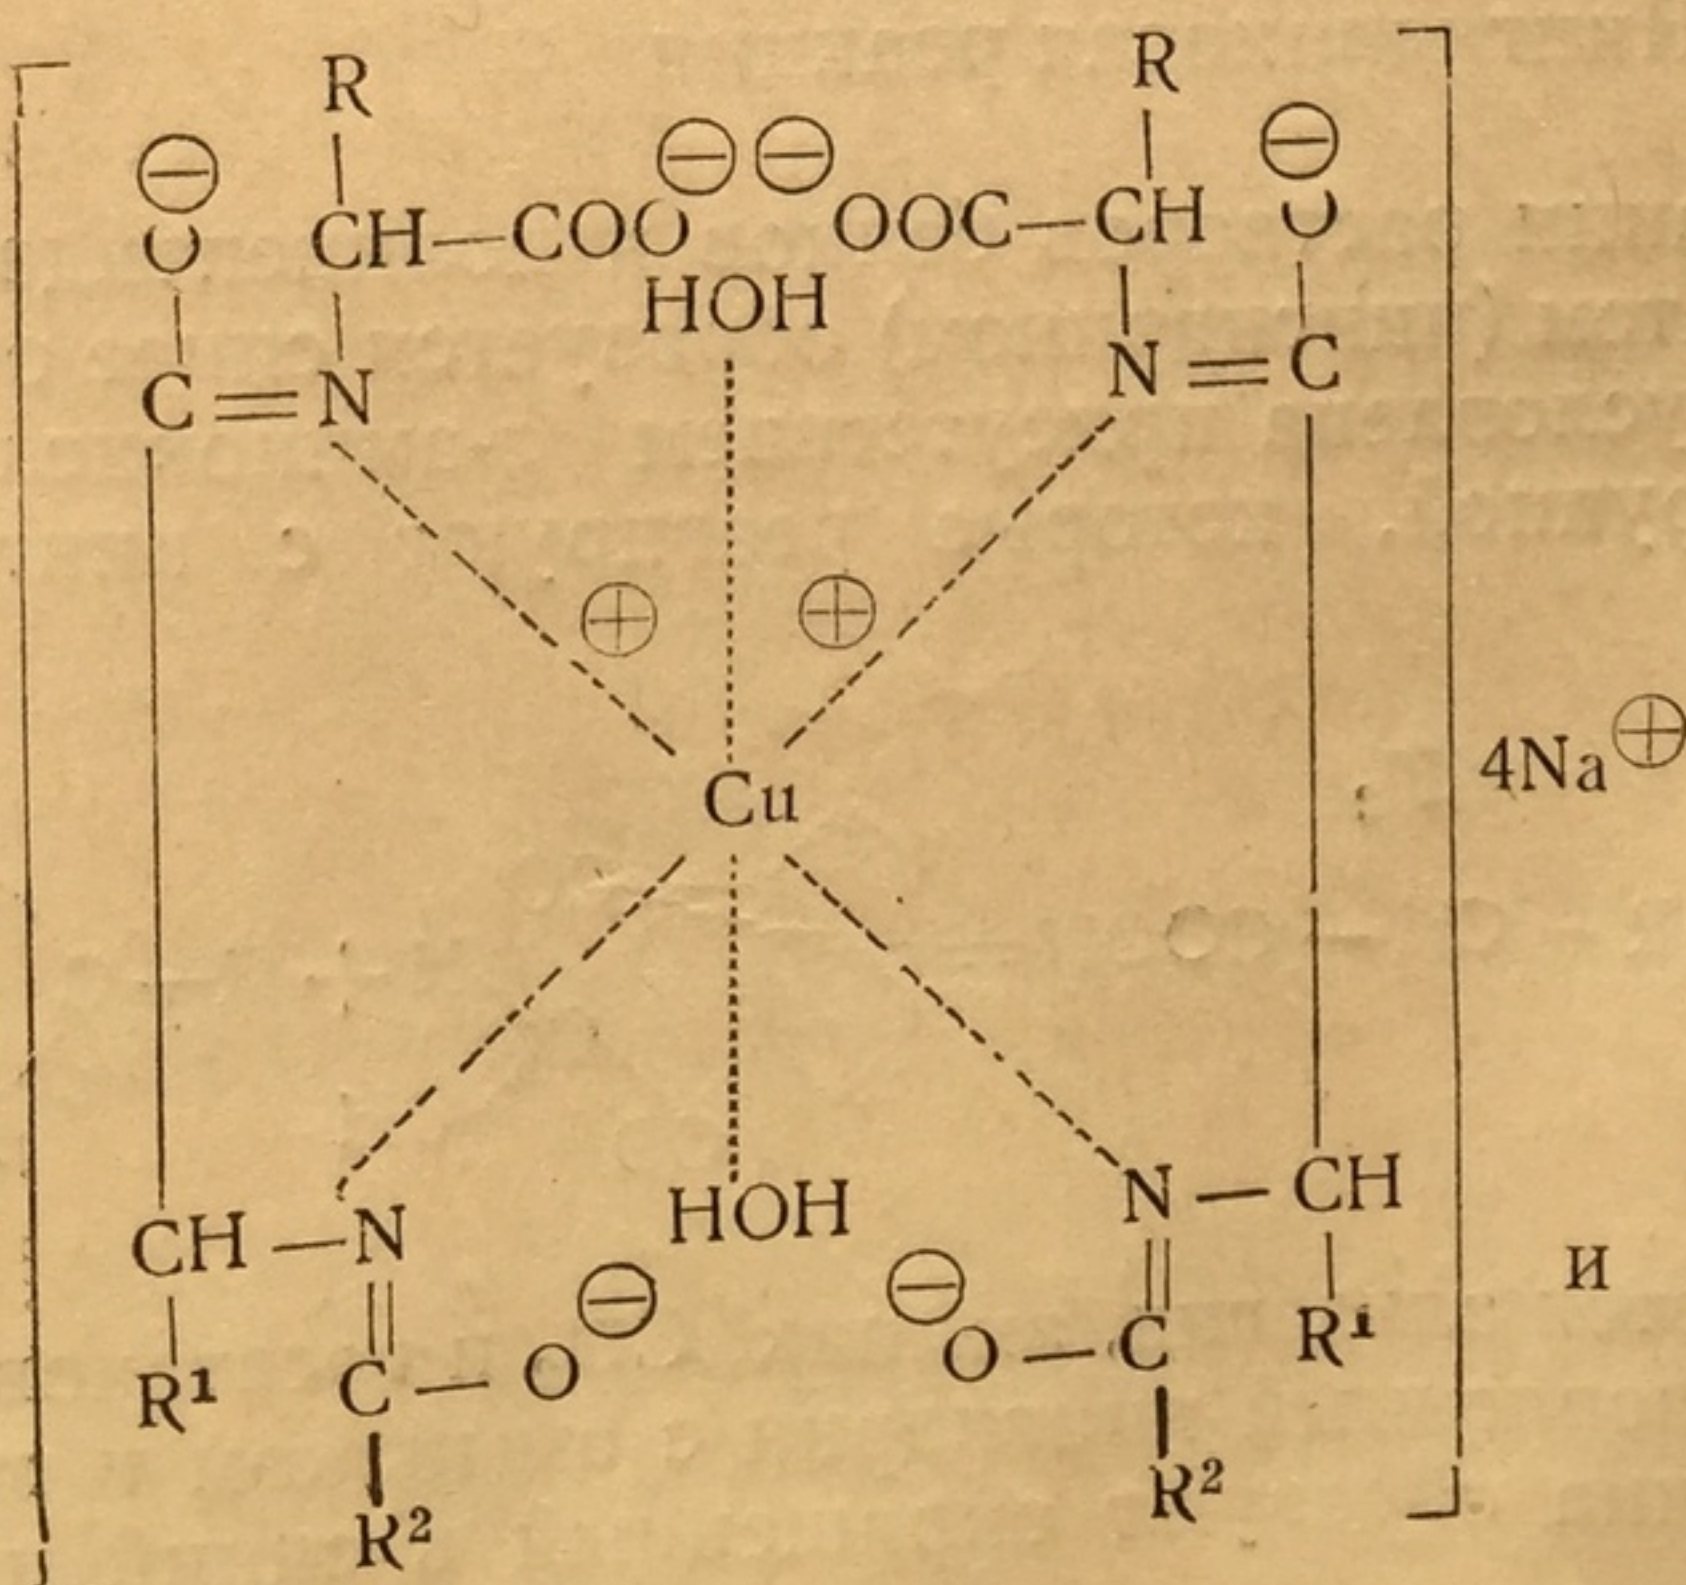 R R
⊖ ⊖ ⊖ ⊖
O CH—COO OOC—CH O
HOH
C=N N=C
⊕ ⊕
Cu
4Na⊕
CH—N HOH N—CH
⊖ ⊖ и
R¹ C—O O—C R¹
R² R²